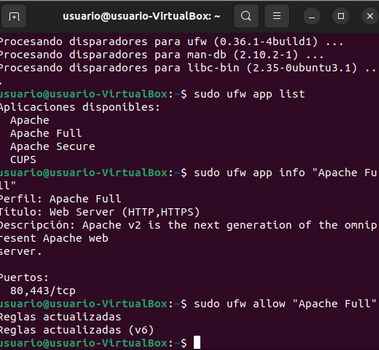 usuario@usuario-VirtualBox: ~
Procesando disparadores para ufw (0.36.1-4build1) ...
Procesando disparadores para man-db (2.10.2-1) ...
Procesando disparadores para libc-bin (2.35-0ubuntu3.1) ...
.
usuario@usuario-VirtualBox:~$ sudo ufw app list
Aplicaciones disponibles:
  Apache
  Apache Full
  Apache Secure
  CUPS
usuario@usuario-VirtualBox:~$ sudo ufw app info "Apache Fu
ll"
Perfil: Apache Full
Título: Web Server (HTTP,HTTPS)
Descripción: Apache v2 is the next generation of the omnip
resent Apache web
server.

Puertos:
  80,443/tcp
usuario@usuario-VirtualBox:~$ sudo ufw allow "Apache Full"
Reglas actualizadas
Reglas actualizadas (v6)
usuario@usuario-VirtualBox:~$